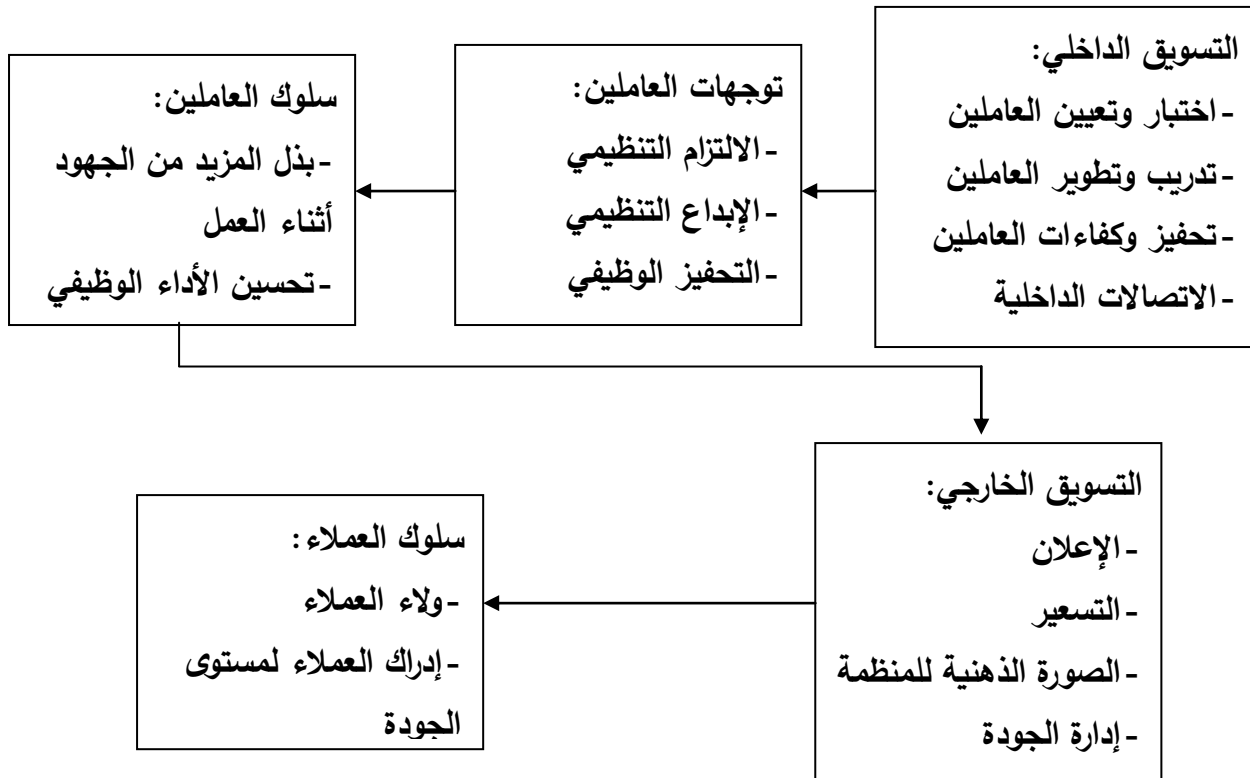 التسويق الداخلي:
-اختبار وتعيين العاملين
-تدريب وتطوير العاملين
-تحفيز وكفاءات العاملين
-الاتصالات الداخلية
توجهات العاملين:
-الالتزام التنظيمي
-الإبداع التنظيمي
-التحفيز الوظيفي
سلوك العاملين:
-بذل المزيد من الجهود
أثناء العمل
-تحسين الأداء الوظيفي
التسويق الخارجي:
-الإعلان
-التسعير
-الصورة الذهنية للمنظمة
-إدارة الجودة
سلوك العملاء:
-ولاء العملاء
-إدراك العملاء لمستوى
الجودة